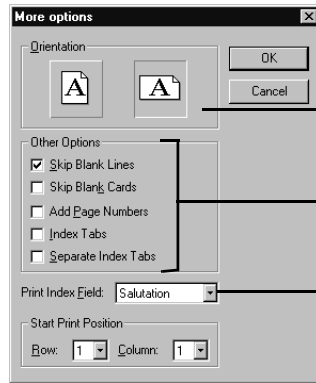 More options
Orientation
A
A
OK
Cancel
Other Options
Skip Blank Lines
Skip Blank Cards
Add Page Numbers
Index Tabs
Separate Index Tabs
Print Index Field: Salutation
Start Print Position
Row: 1 Column: 1